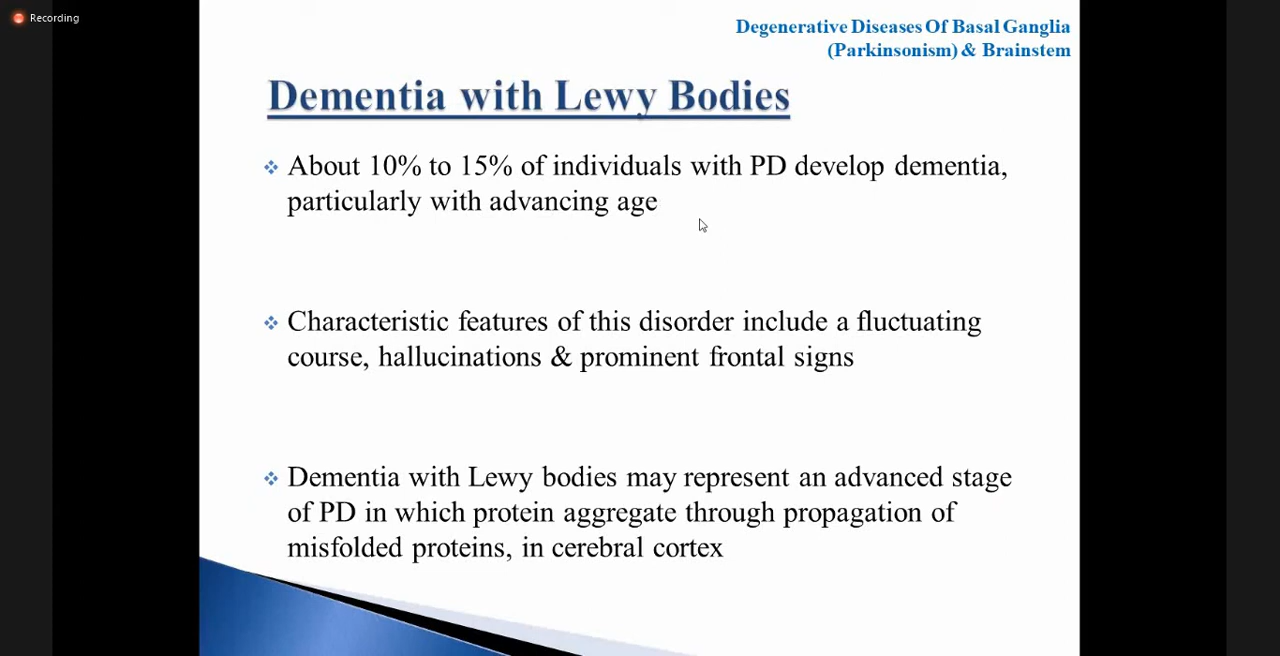 Recording
Degenerative Diseases Of Basal Ganglia
(Parkinsonism) & Brainstem
Dementia with Lewy Bodies
About 10% to 15% of individuals with PD develop dementia,
particularly with advancing age
Characteristic features of this disorder include a fluctuating
course, hallucinations & prominent frontal signs
Dementia with Lewy bodies may represent an advanced stage
of PD in which protein aggregate through propagation of
misfolded proteins, in cerebral cortex